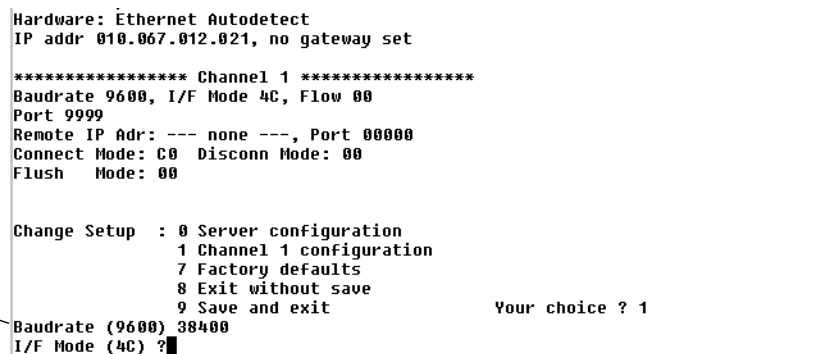 Hardware: Ethernet Autodetect
IP addr 010.067.012.021, no gateway set
***************** Channel 1 *****************
Baudrate 9600, I/F Mode 4C, Flow 00
Port 9999
Remote IP Adr: --- none ---, Port 00000
Connect Mode: C0  Disconn Mode: 00
Flush   Mode: 00
Change Setup  : 0 Server configuration
                1 Channel 1 configuration
                7 Factory defaults
                8 Exit without save
                9 Save and exit                    Your choice ? 1
Baudrate (9600) 38400
I/F Mode (4C) ?